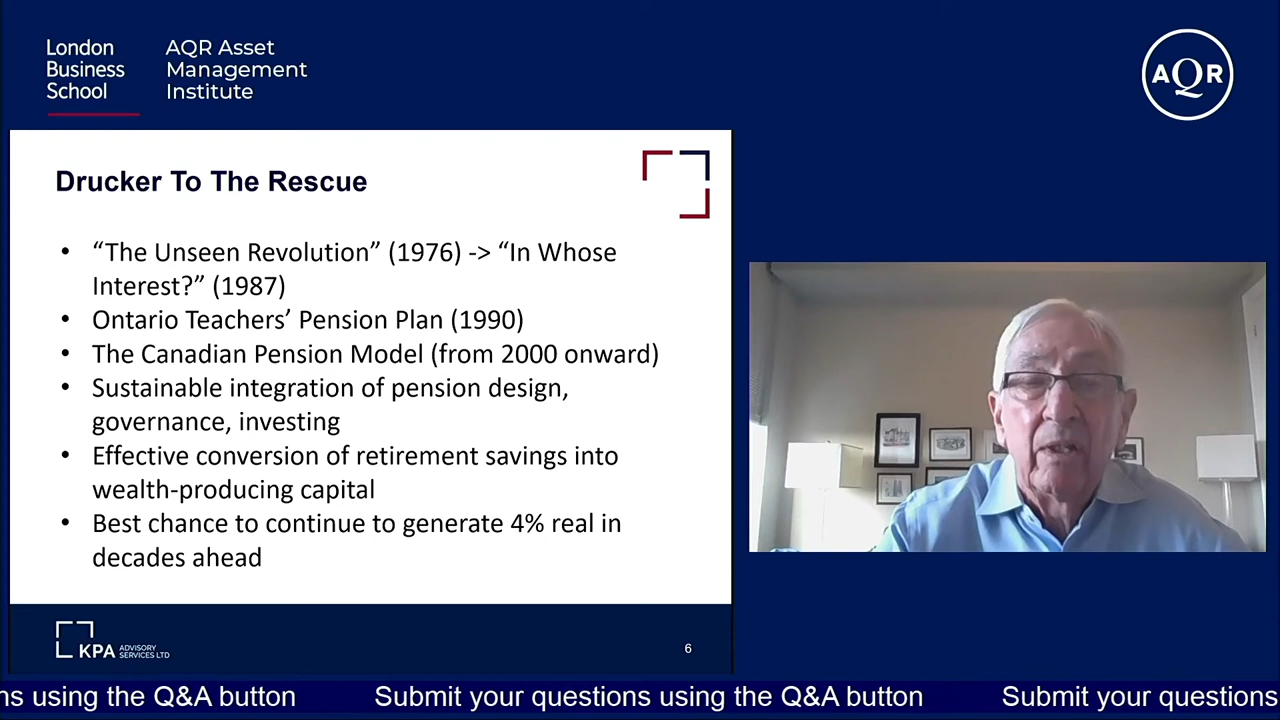 London
Business
School
AQR Asset
Management
Institute
AQR
Drucker To The Rescue
• “The Unseen Revolution” (1976) -> “In Whose
Interest?” (1987)
• Ontario Teachers’ Pension Plan (1990)
• The Canadian Pension Model (from 2000 onward)
• Sustainable integration of pension design,
governance, investing
• Effective conversion of retirement savings into
wealth-producing capital
• Best chance to continue to generate 4% real in
decades ahead
KPA ADVISORY
SERVICES LTD
6
ns using the Q&A button Submit your questions using the Q&A button Submit your questions